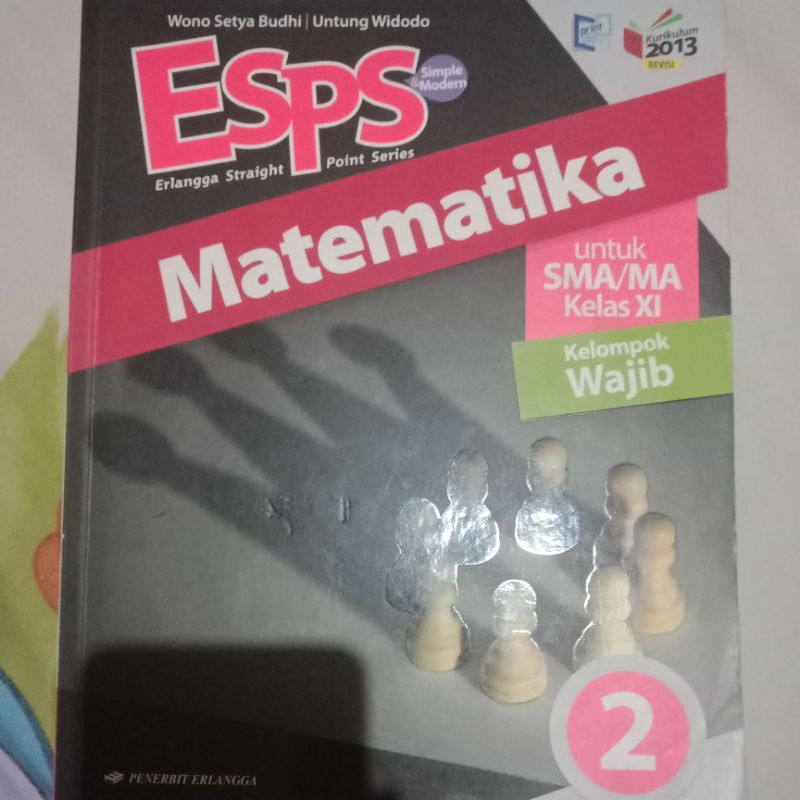 Wono Setya Budhi | Untung Widodo
print
Kurikulum
2013
REVISI
ESPS
Simple
& Modern
Erlangga Straight Point Series
Matematika
untuk
SMA/MA
Kelas XI
Kelompok
Wajib
2
PENERBIT ERLANGGA